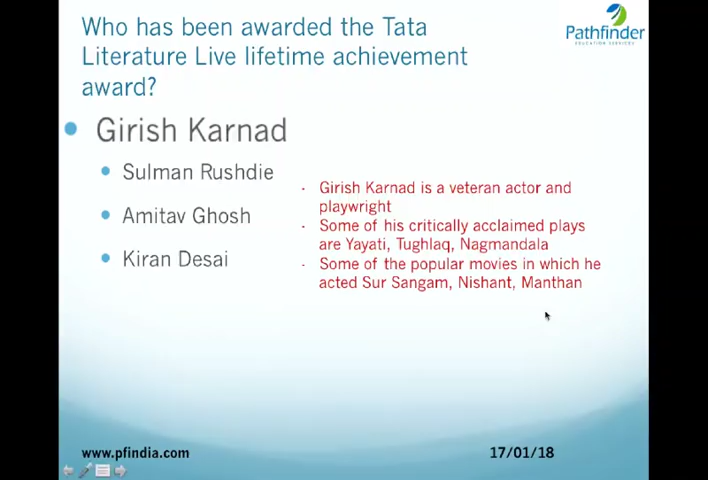 Who has been awarded the Tata
Literature Live lifetime achievement
award?
Pathfinder
EDUCATION SERVICES
Girish Karnad
Sulman Rushdie
Amitav Ghosh
Kiran Desai
- Girish Karnad is a veteran actor and
playwright
- Some of his critically acclaimed plays
are Yayati, Tughlaq, Nagmandala
- Some of the popular movies in which he
acted Sur Sangam, Nishant, Manthan
www.pfindia.com
17/01/18